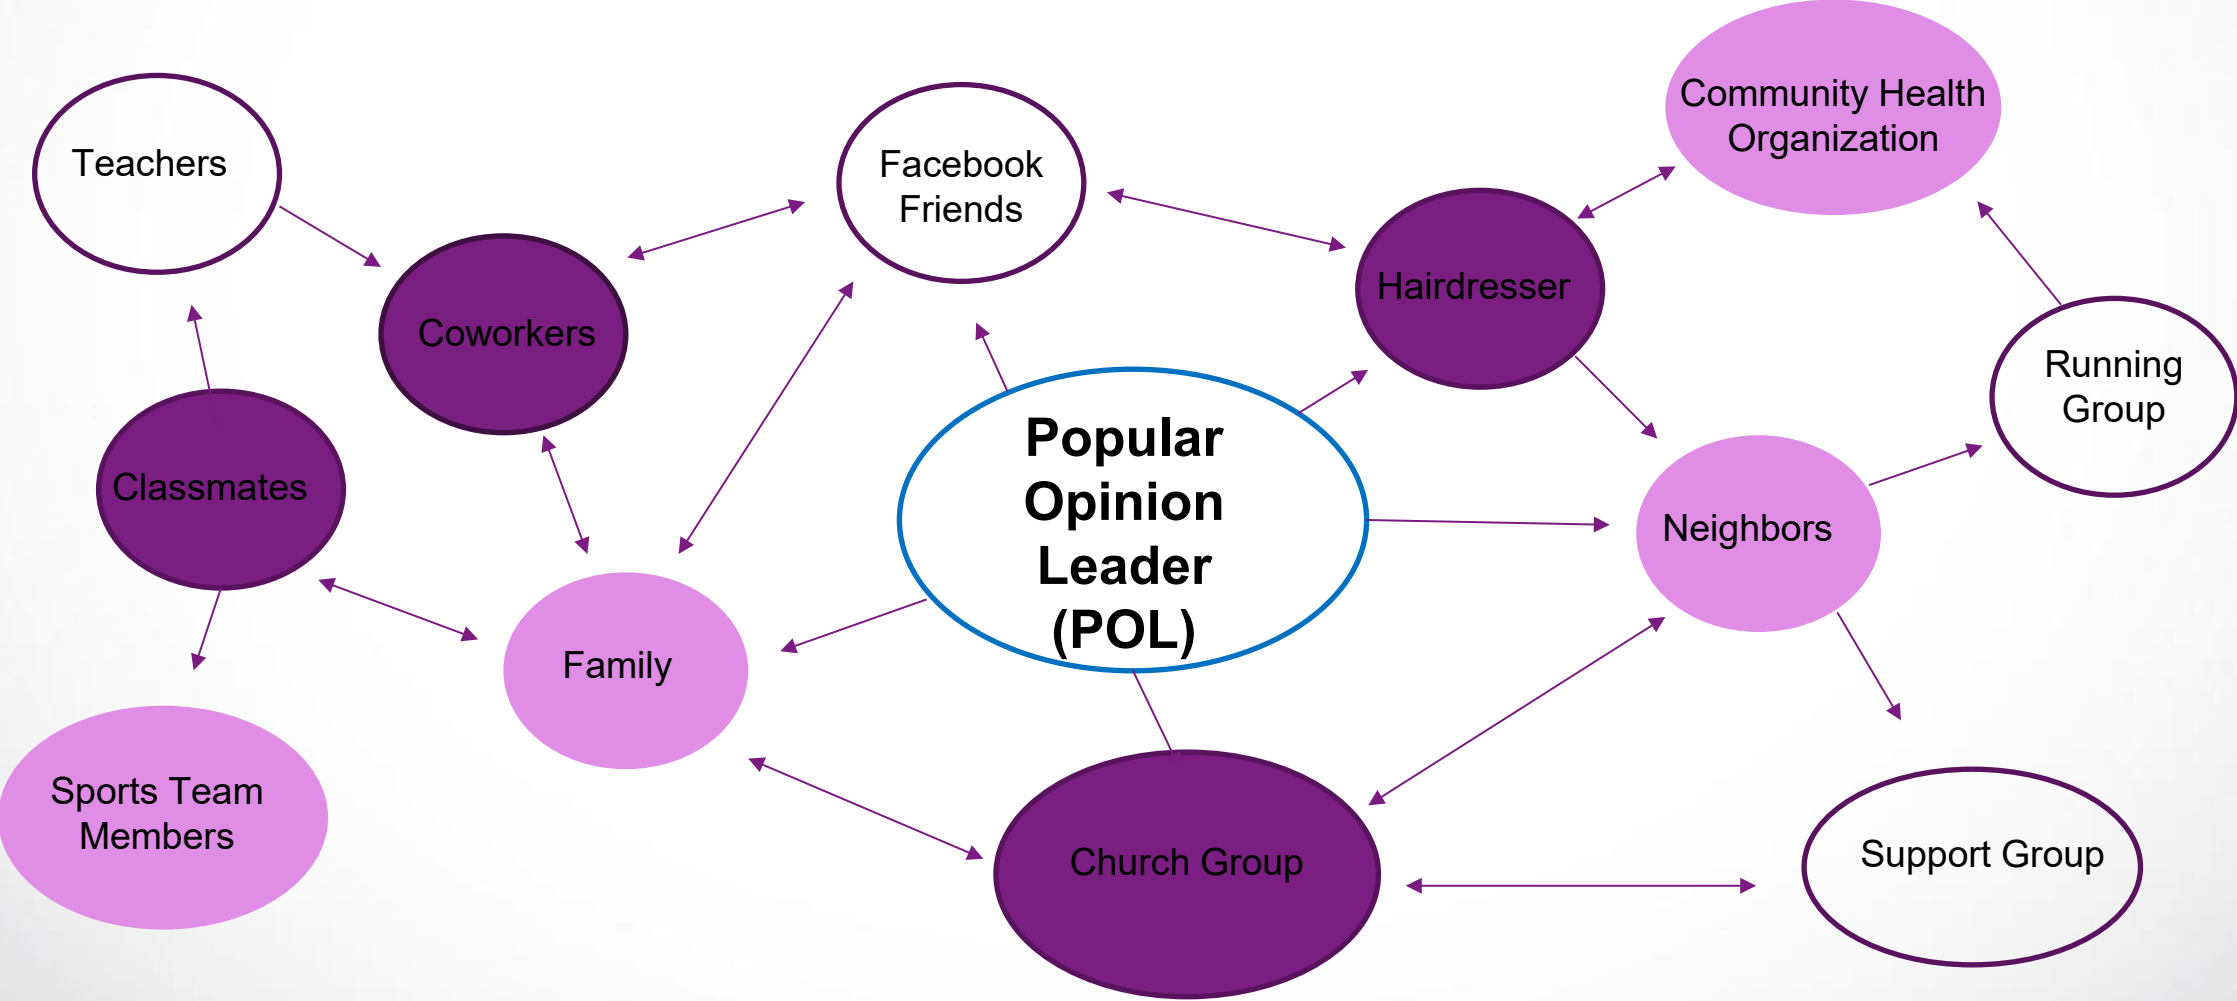 Community Health
Organization
Teachers
Facebook
Friends
Hairdresser
Coworkers
Running
Group
Popular
Opinion
Leader
(POL)
Classmates
Neighbors
Family
Sports Team
Members
Church Group
Support Group